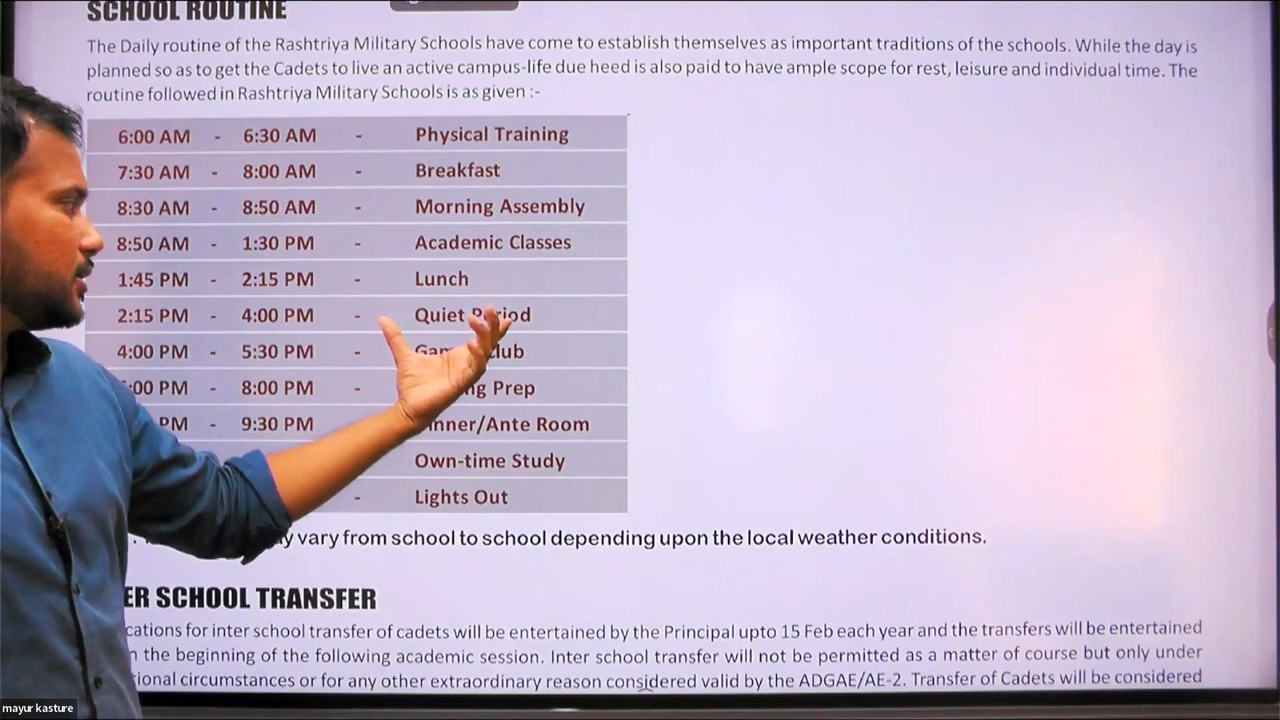 SCHOOL ROUTINE
The Daily routine of the Rashtriya Military Schools have come to establish themselves as important traditions of the schools. While the day is
planned so as to get the Cadets to live an active campus-life due heed is also paid to have ample scope for rest, leisure and individual time. The
routine followed in Rashtriya Military Schools is as given :-
6:00 AM - 6:30 AM - Physical Training
7:30 AM - 8:00 AM - Breakfast
8:30 AM - 8:50 AM - Morning Assembly
8:50 AM - 1:30 PM - Academic Classes
1:45 PM - 2:15 PM - Lunch
2:15 PM - 4:00 PM - Quiet
4:00 PM - 5:30 PM -
:00 PM - 8:00 PM - Prep
PM - 9:30 PM /Ante Room
Own-time Study
- Lights Out
vary from school to school depending upon the local weather conditions.
ER SCHOOL TRANSFER
cations for inter school transfer of cadets will be entertained by the Principal upto 15 Feb each year and the transfers will be entertained
the beginning of the following academic session. Inter school transfer will not be permitted as a matter of course but only under
ional circumstances or for any other extraordinary reason considered valid by the ADGAE/AE-2. Transfer of Cadets will be considered
mayur kasture